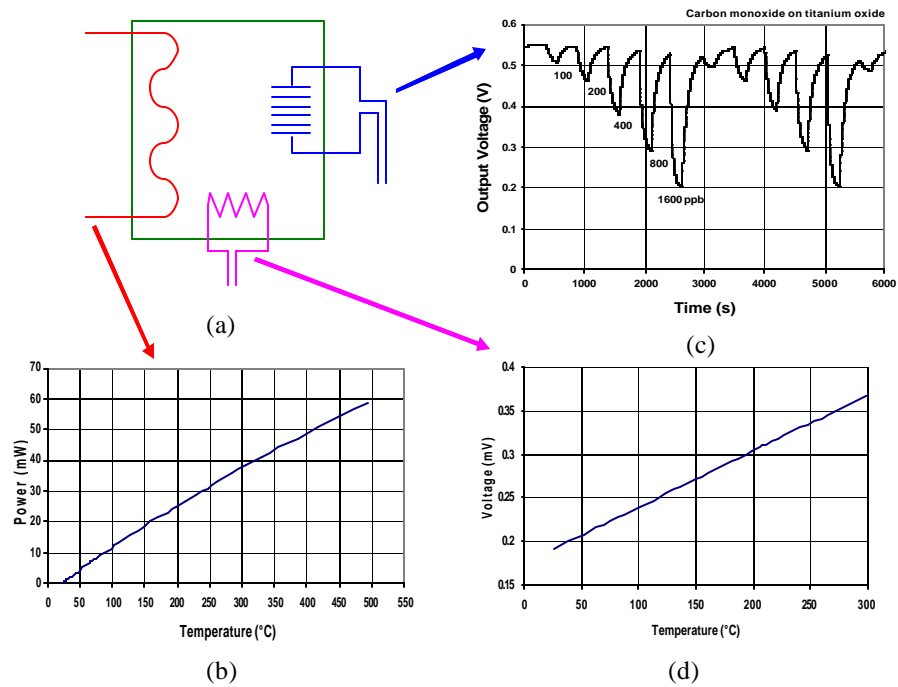 Carbon monoxide on titanium oxide
0.6
0.5
0.4
0.3
0.2
0.1
0
Output Voltage (V)
100
200
400
800
1600 ppb
0 1000 2000 3000 4000 5000 6000
Time (s)
(a)
(c)
70
60
50
40
30
20
10
0
Power (mW)
0 50 100 150 200 250 300 350 400 450 500 550
Temperature (°C)
(b)
0.4
0.35
0.3
0.25
0.2
0.15
Voltage (mV)
0 50 100 150 200 250 300
Temperature (°C)
(d)